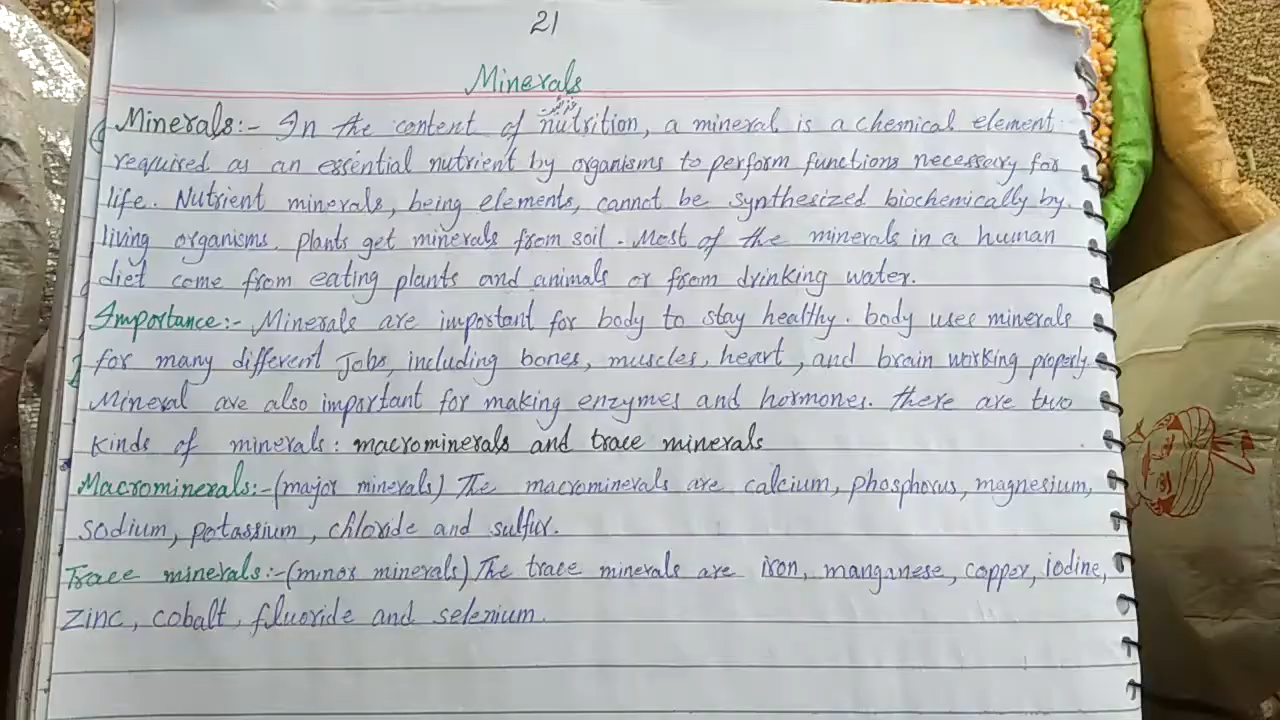 21
Minerals
Minerals:- In the content of nutrition, a mineral is a chemical element
required as an essential nutrient by organisms to perform functions necessary for
life. Nutrient minerals, being elements, cannot be synthesized biochemically by
living organisms. plants get minerals from soil. Most of the minerals in a human
diet come from eating plants and animals or from drinking water.
Importance:- Minerals are important for body to stay healthy. body uses minerals
for many different Jobs, including bones, muscles, heart, and brain working properly.
Mineral are also important for making enzymes and hormones. there are two
kinds of minerals: macrominerals and trace minerals
Macrominerals:-(major minerals) The macrominerals are calcium, phosphorus, magnesium,
sodium, potassium, chloride and sulfur.
Trace minerals:-(minor minerals) The trace minerals are iron, manganese, copper, iodine,
zinc, cobalt, fluoride and selenium.